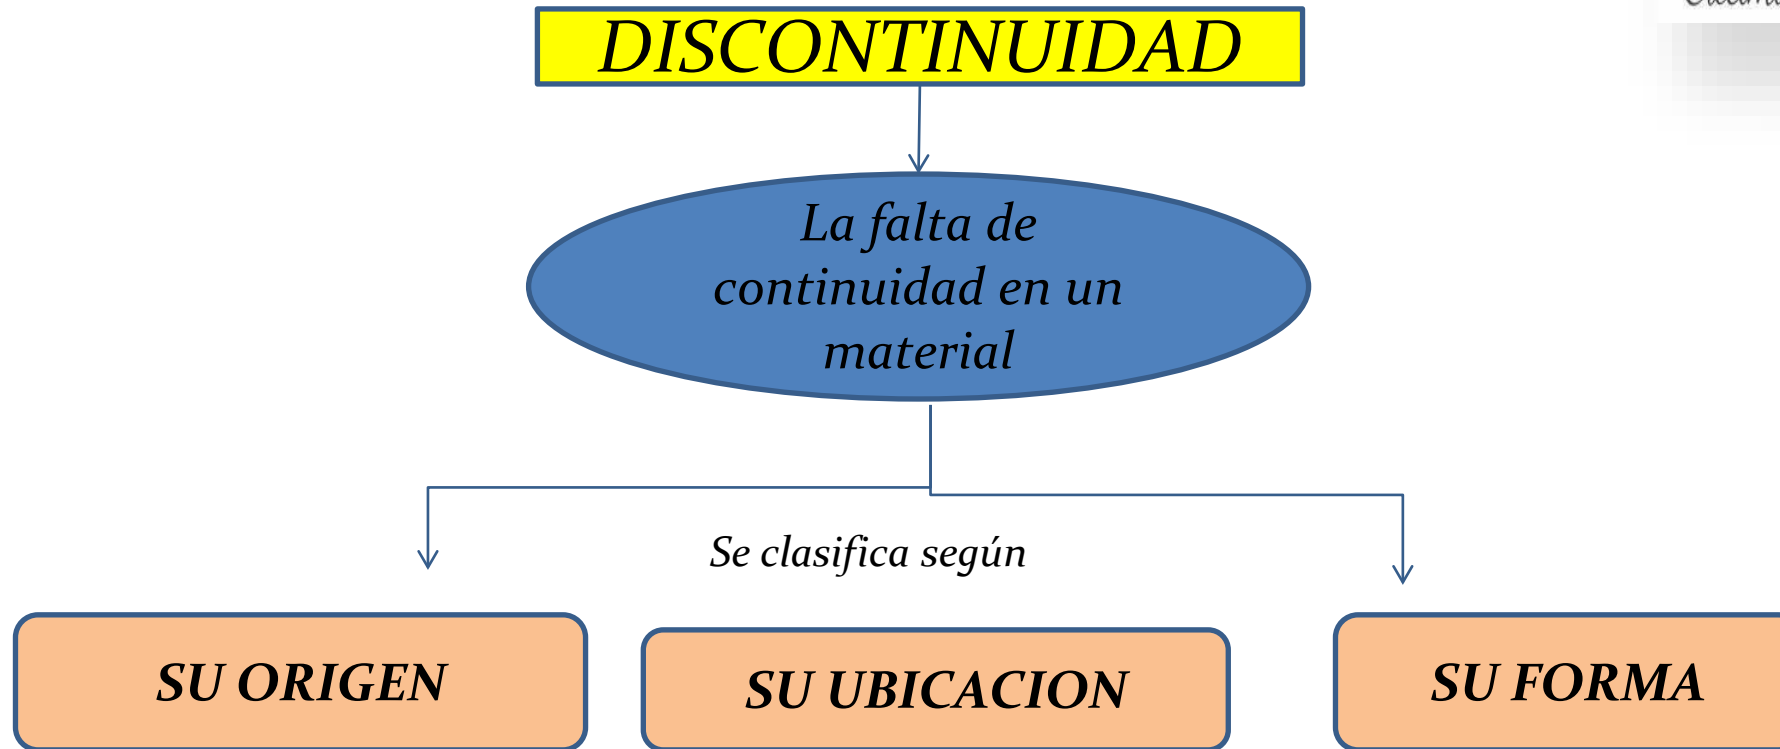 DISCONTINUIDAD
La falta de
continuidad en un
material
Se clasifica según
SU ORIGEN
SU UBICACION
SU FORMA